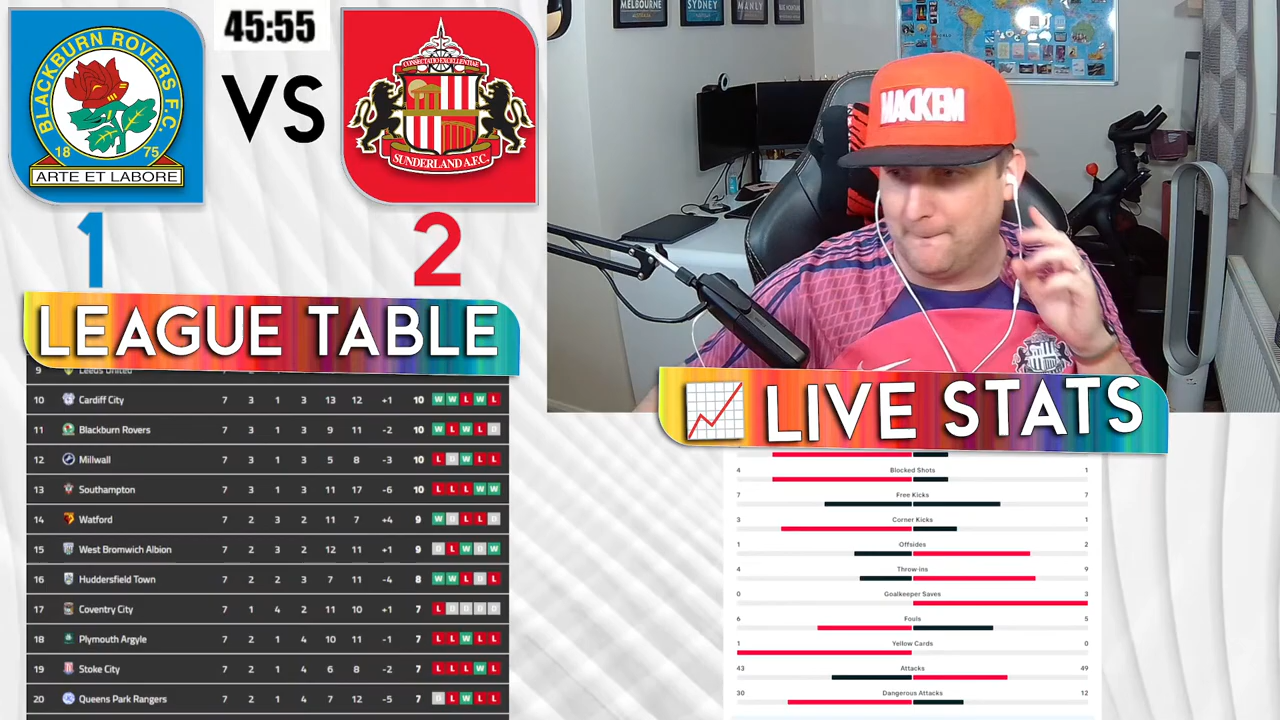 BLACKBURN ROVERS F.C.
18 75
ARTE ET LABORE
45:55
VS
CONSECTATIO EXCELLENTIAE
SUNDERLAND A.F.C.
1
2
MELBOURNE
SYDNEY
MANLY
MACKEM
LEAGUE TABLE
9 Leeds United
10 Cardiff City 7 3 1 3 13 12 +1 10 W W L W L
11 Blackburn Rovers 7 3 1 3 9 11 -2 10 W L W L D
12 Millwall 7 3 1 3 5 8 -3 10 L D W L L
13 Southampton 7 3 1 3 11 17 -6 10 L L L W W
14 Watford 7 2 3 2 11 7 +4 9 W D L L D
15 West Bromwich Albion 7 2 3 2 12 11 +1 9 D L W D W
16 Huddersfield Town 7 2 2 3 7 11 -4 8 W W L D L
17 Coventry City 7 1 4 2 11 10 +1 7 L D D D D
18 Plymouth Argyle 7 2 1 4 10 11 -1 7 L L W L L
19 Stoke City 7 2 1 4 6 8 -2 7 L L L W L
20 Queens Park Rangers 7 2 1 4 7 12 -5 7 D L W L L
LIVE STATS
4 Blocked Shots 1
7 Free Kicks 7
3 Corner Kicks 1
1 Offsides 2
4 Throw-ins 9
0 Goalkeeper Saves 3
6 Fouls 5
1 Yellow Cards 0
43 Attacks 49
30 Dangerous Attacks 12